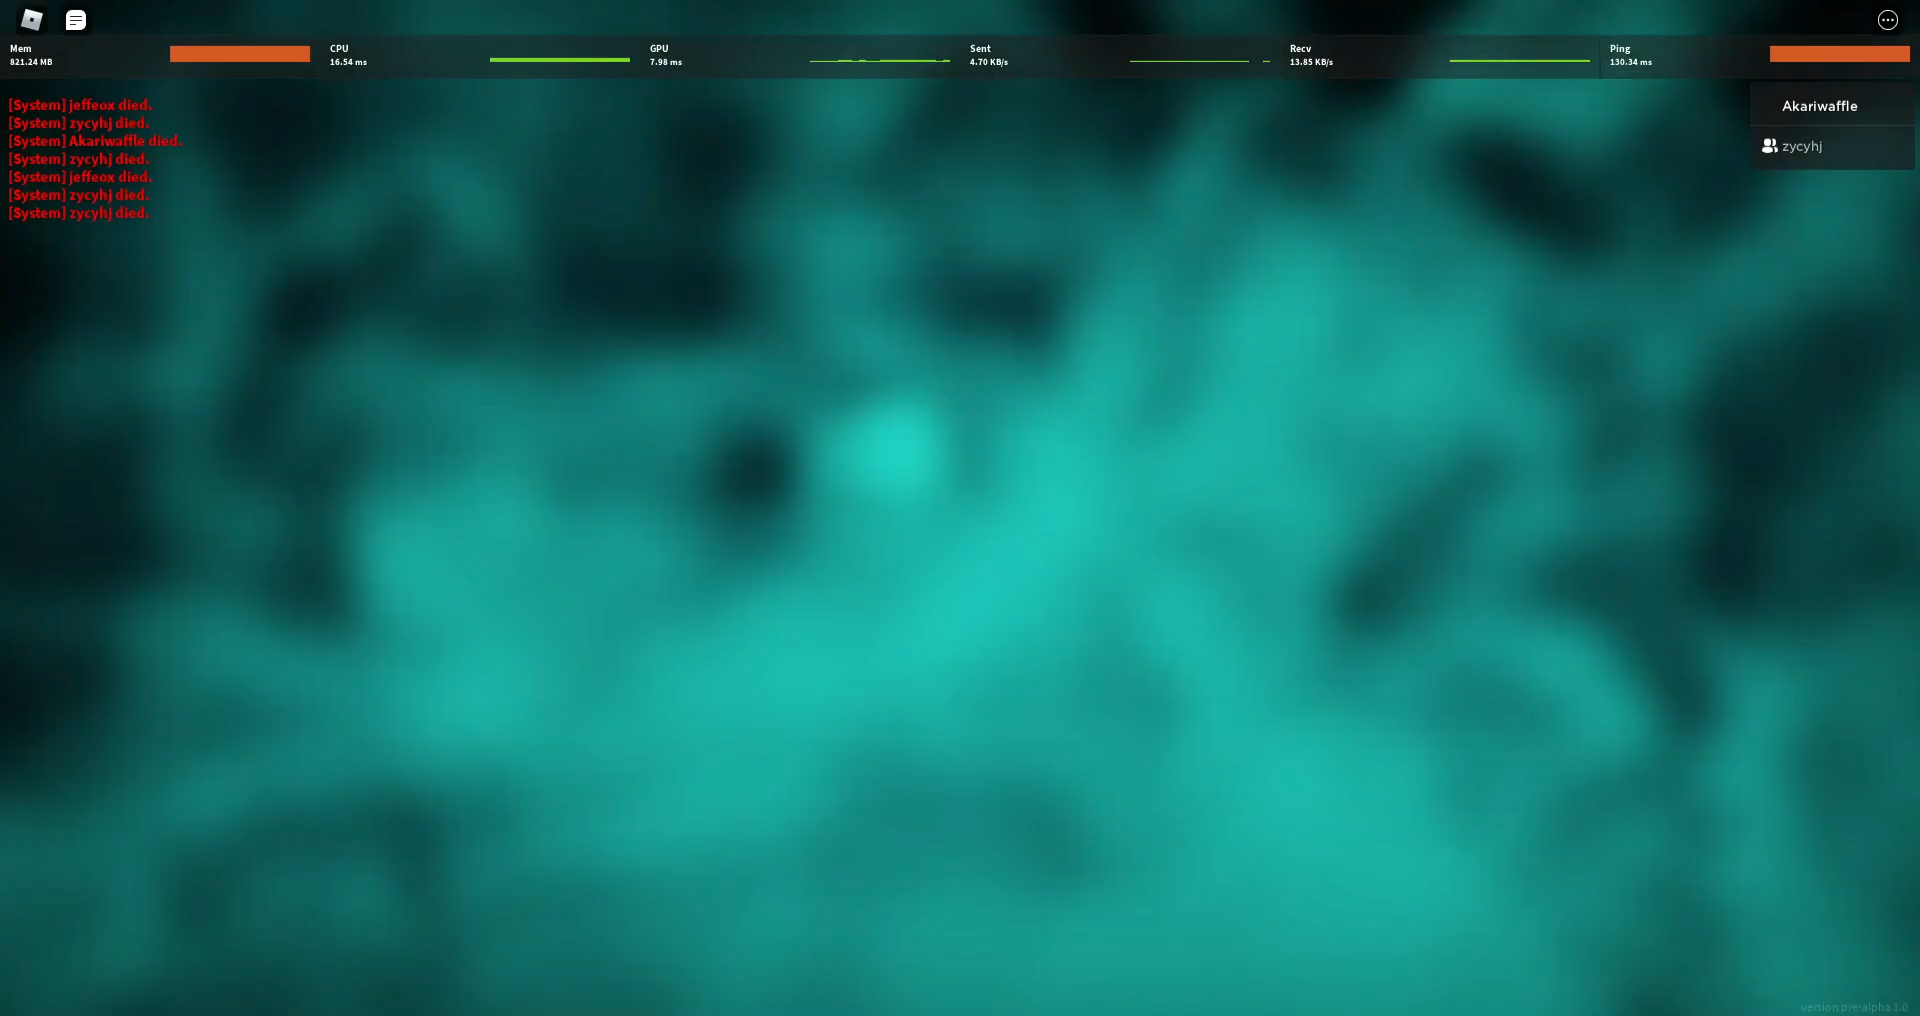 Mem
821.24 MB
CPU
16.54 ms
GPU
7.98 ms
Sent
4.70 KB/s
Recv
13.85 KB/s
Ping
130.34 ms
[System] jeffeox died.
[System] zycyhj died.
[System] Akariwaffle died.
[System] zycyhj died.
[System] jeffeox died.
[System] zycyhj died.
[System] zycyhj died.
Akariwaffle
zycyhj
version pre-alpha 1.0